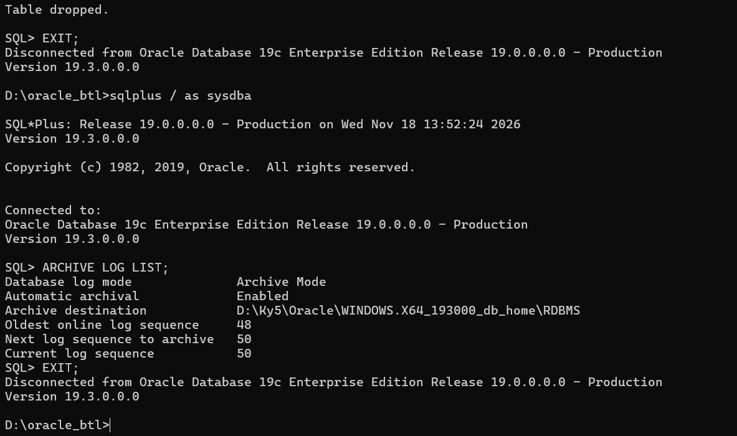 Table dropped.
SQL> EXIT;
Disconnected from Oracle Database 19c Enterprise Edition Release 19.0.0.0.0 - Production
Version 19.3.0.0.0
D:\oracle_btl>sqlplus / as sysdba
SQL*Plus: Release 19.0.0.0.0 - Production on Wed Nov 18 13:52:24 2026
Version 19.3.0.0.0
Copyright (c) 1982, 2019, Oracle.  All rights reserved.
Connected to:
Oracle Database 19c Enterprise Edition Release 19.0.0.0.0 - Production
Version 19.3.0.0.0
SQL> ARCHIVE LOG LIST;
Database log mode              Archive Mode
Automatic archival             Enabled
Archive destination            D:\Ky5\Oracle\WINDOWS.X64_193000_db_home\RDBMS
Oldest online log sequence     48
Next log sequence to archive   50
Current log sequence           50
SQL> EXIT;
Disconnected from Oracle Database 19c Enterprise Edition Release 19.0.0.0.0 - Production
Version 19.3.0.0.0
D:\oracle_btl>